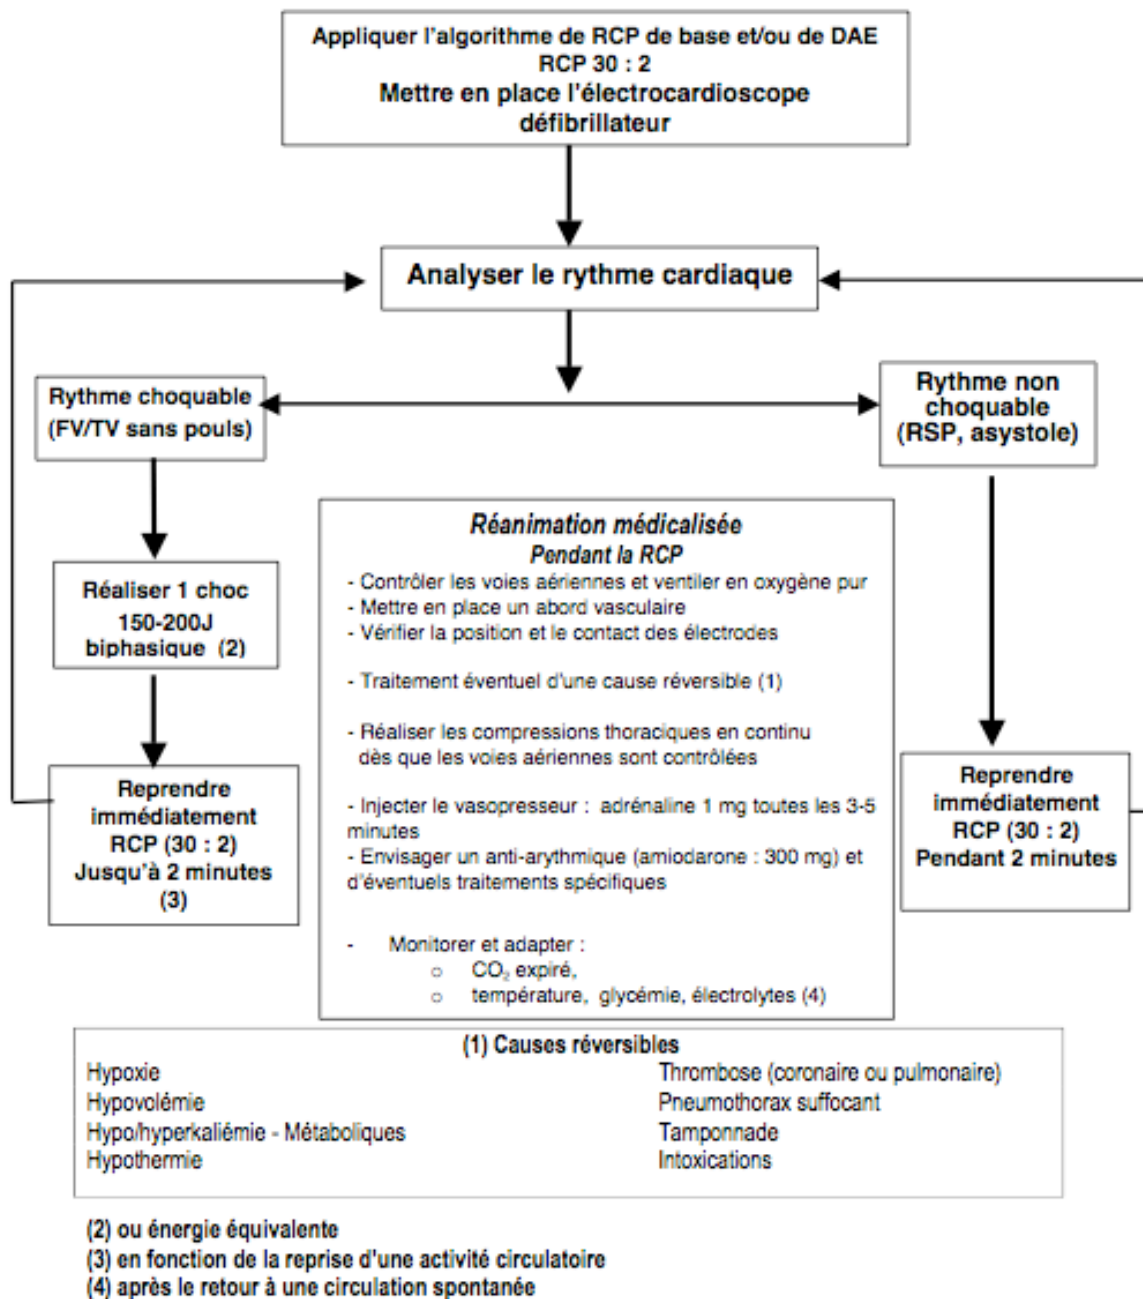 Appliquer l'algorithme de RCP de base et/ou de DAE
RCP 30 : 2
Mettre en place l'électrocardioscope
défibrillateur
Analyser le rythme cardiaque
Rythme choquable
(FV/TV sans pouls)
Rythme non
choquable
(RSP, asystole)
Réaliser 1 choc
150-200J
biphasique (2)
Reprendre
immédiatement
RCP (30 : 2)
Jusqu'à 2 minutes
(3)
Réanimation médicalisée
Pendant la RCP
- Contrôler les voies aériennes et ventiler en oxygène pur
- Mettre en place un abord vasculaire
- Vérifier la position et le contact des électrodes
- Traitement éventuel d'une cause réversible (1)
- Réaliser les compressions thoraciques en continu
dès que les voies aériennes sont contrôlées
- Injecter le vasopresseur : adrénaline 1 mg toutes les 3-5
minutes
- Envisager un anti-arythmique (amiodarone : 300 mg) et
d'éventuels traitements spécifiques
- Monitorer et adapter :
o CO₂ expiré,
o température, glycémie, électrolytes (4)
Reprendre
immédiatement
RCP (30 : 2)
Pendant 2 minutes
(1) Causes réversibles
Hypoxie
Hypovolémie
Hypo/hyperkaliémie - Métaboliques
Hypothermie
Thrombose (coronaire ou pulmonaire)
Pneumothorax suffocant
Tamponnade
Intoxications
(2) ou énergie équivalente
(3) en fonction de la reprise d'une activité circulatoire
(4) après le retour à une circulation spontanée